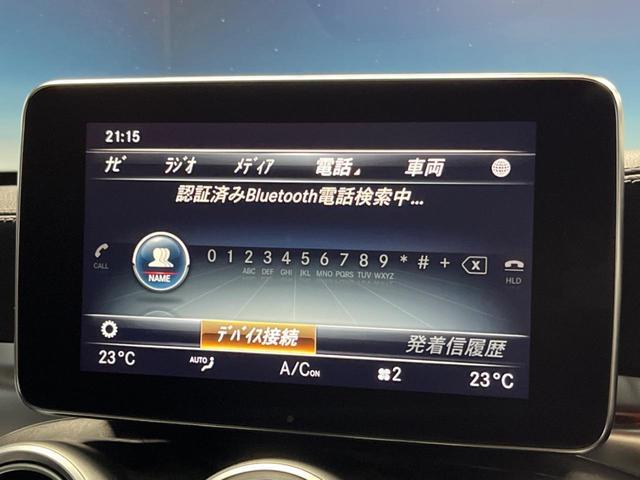 21:15
ﾅﾋﾞ ﾗｼﾞｵ ﾒﾃﾞｨｱ 電話▲ 車両
認証済みBluetooth電話検索中...
CALL NAME 0 1 2 3 4 5 6 7 8 9 * # + X HLD
ABC DEF GHI JKL MNO PQRS TUV WXYZ
ﾃﾞﾊﾞｲｽ接続 発着信履歴
23°C AUTO A/C ON 2 23°C